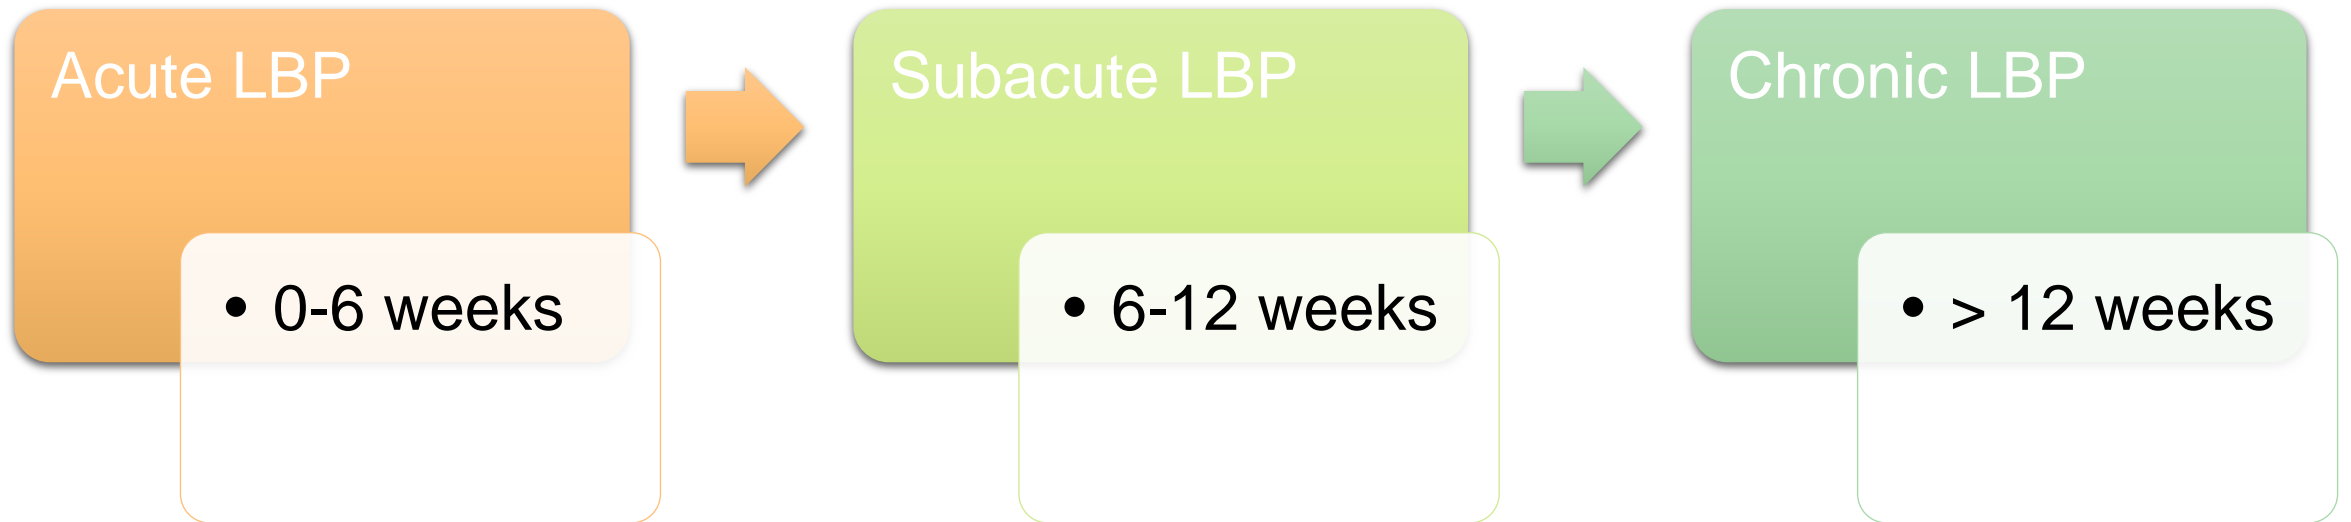 Acute LBP
• 0-6 weeks
Subacute LBP
• 6-12 weeks
Chronic LBP
• > 12 weeks